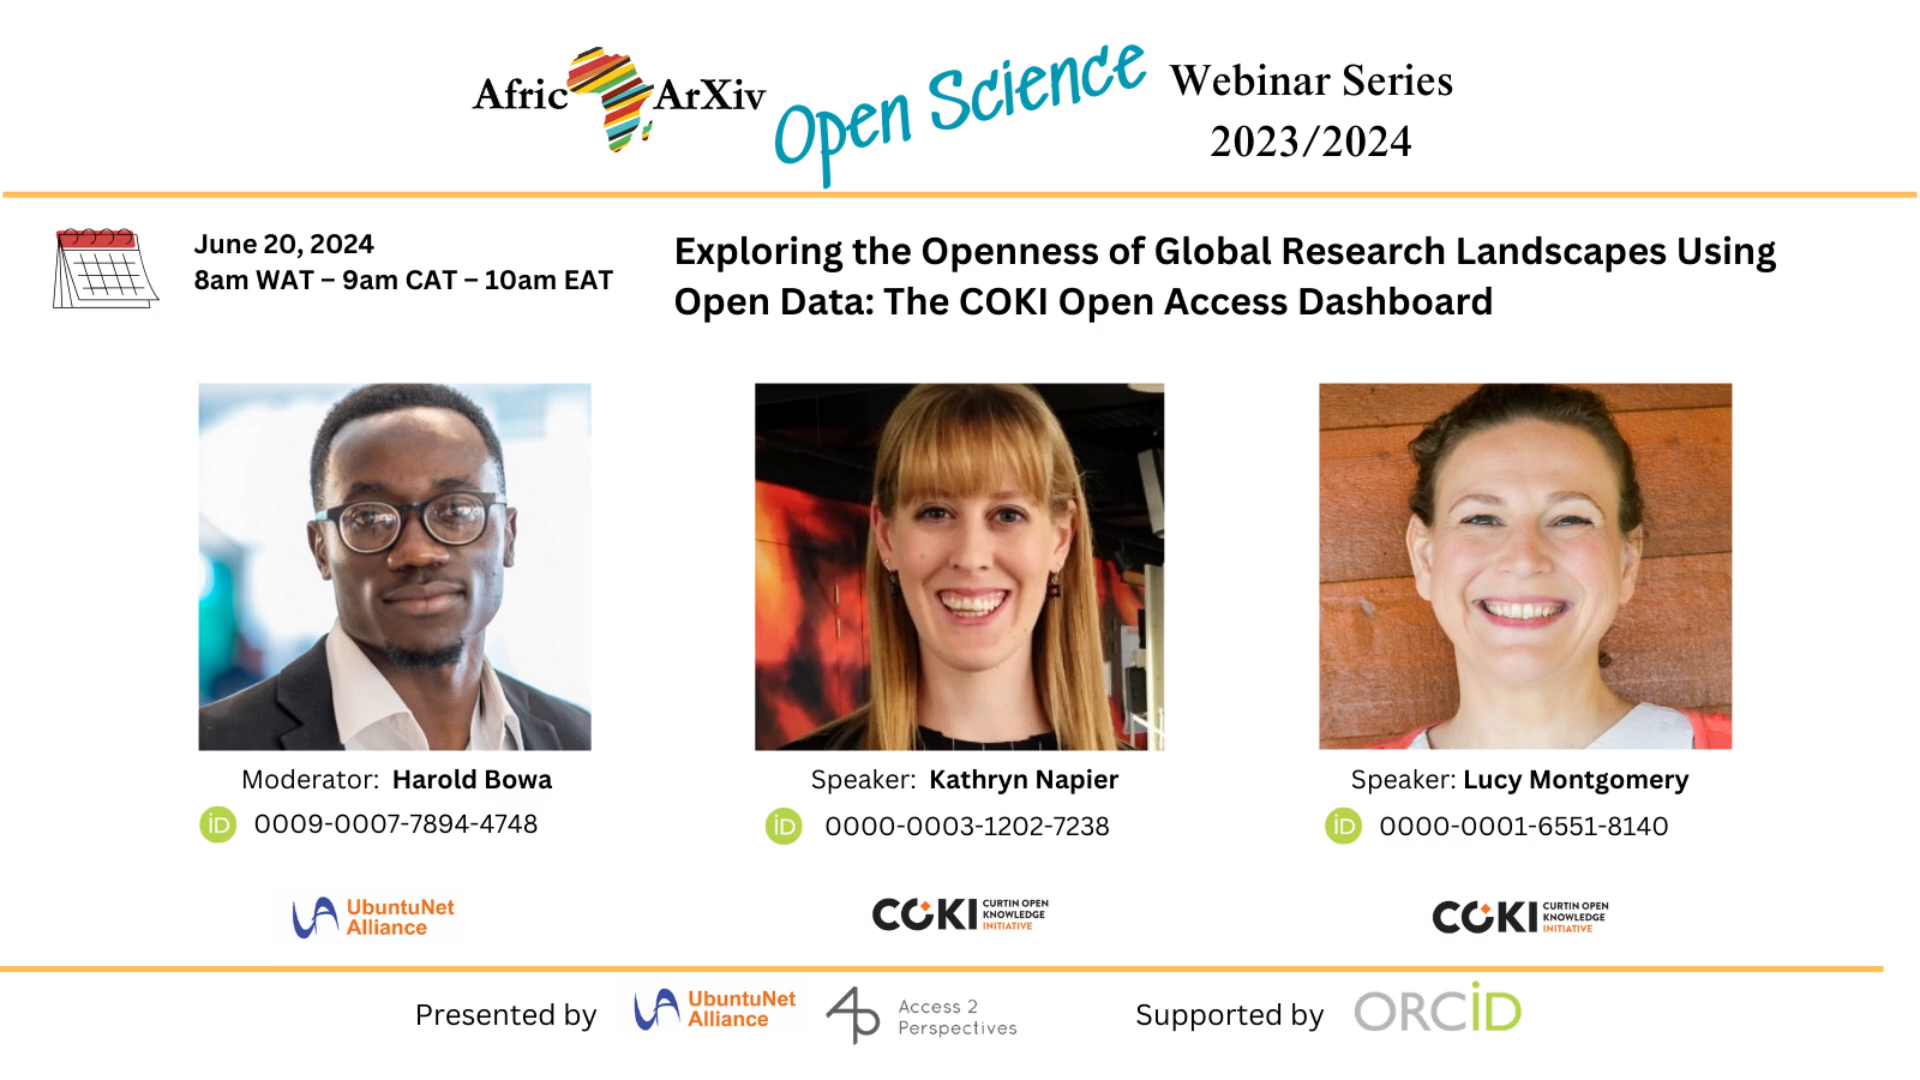 Afric ArXiv Open Science Webinar Series
2023/2024
June 20, 2024
8am WAT – 9am CAT – 10am EAT
Exploring the Openness of Global Research Landscapes Using
Open Data: The COKI Open Access Dashboard
Moderator: Harold Bowa
iD 0009-0007-7894-4748
UbuntuNet
Alliance
Speaker: Kathryn Napier
iD 0000-0003-1202-7238
COKI CURTIN OPEN
KNOWLEDGE
INITIATIVE
Speaker: Lucy Montgomery
iD 0000-0001-6551-8140
COKI CURTIN OPEN
KNOWLEDGE
INITIATIVE
Presented by
UbuntuNet
Alliance
Access 2
Perspectives
Supported by
ORCiD